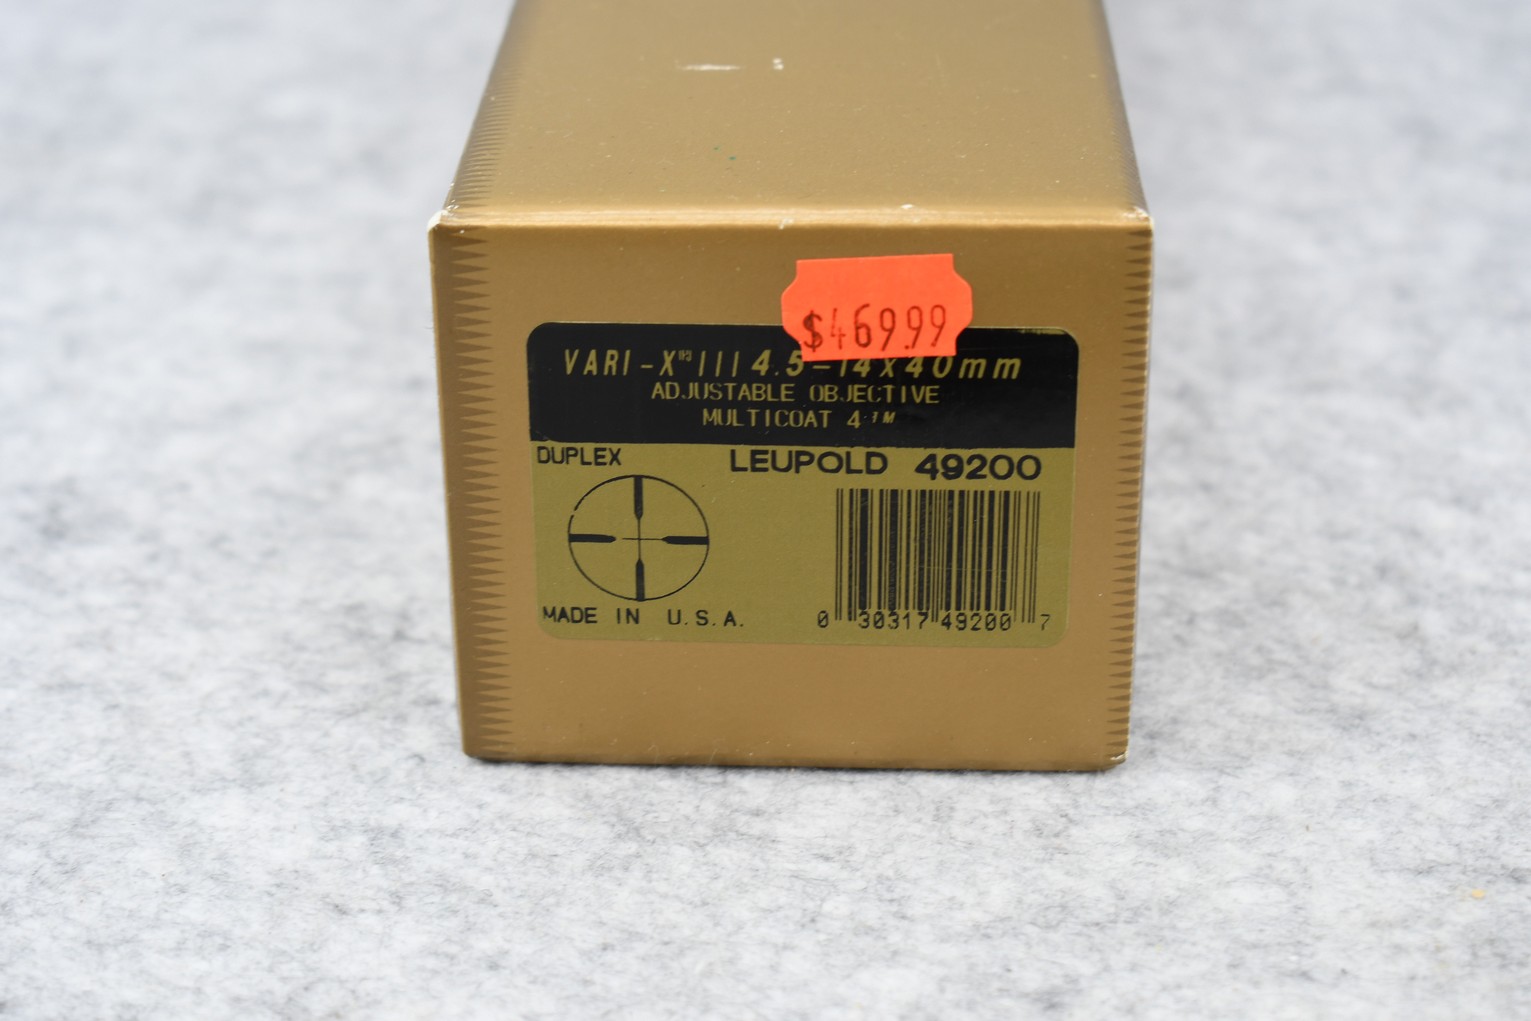 $469.99
VARI-X™III 4.5-14x40mm
ADJUSTABLE OBJECTIVE
MULTICOAT 4™
DUPLEX
LEUPOLD 49200
MADE IN U.S.A.
0 30317 49200 7